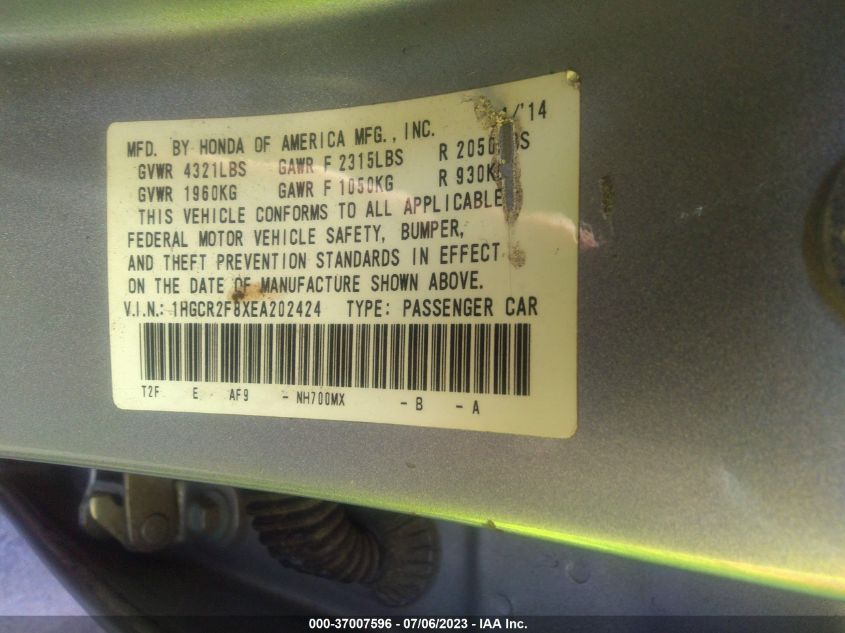 /'14
MFD. BY HONDA OF AMERICA MFG., INC.
GVWR 4321LBS GAWR F 2315LBS R 2050
GVWR 1960KG GAWR F 1050KG R 930K
THIS VEHICLE CONFORMS TO ALL APPLICABLE
FEDERAL MOTOR VEHICLE SAFETY, BUMPER,
AND THEFT PREVENTION STANDARDS IN EFFECT
ON THE DATE OF MANUFACTURE SHOWN ABOVE.
V.I.N.: 1HGCR2F8XEA202424 TYPE: PASSENGER CAR
T2F E AF9 - NH700MX - B - A
000-37007596 - 07/06/2023 - IAA Inc.